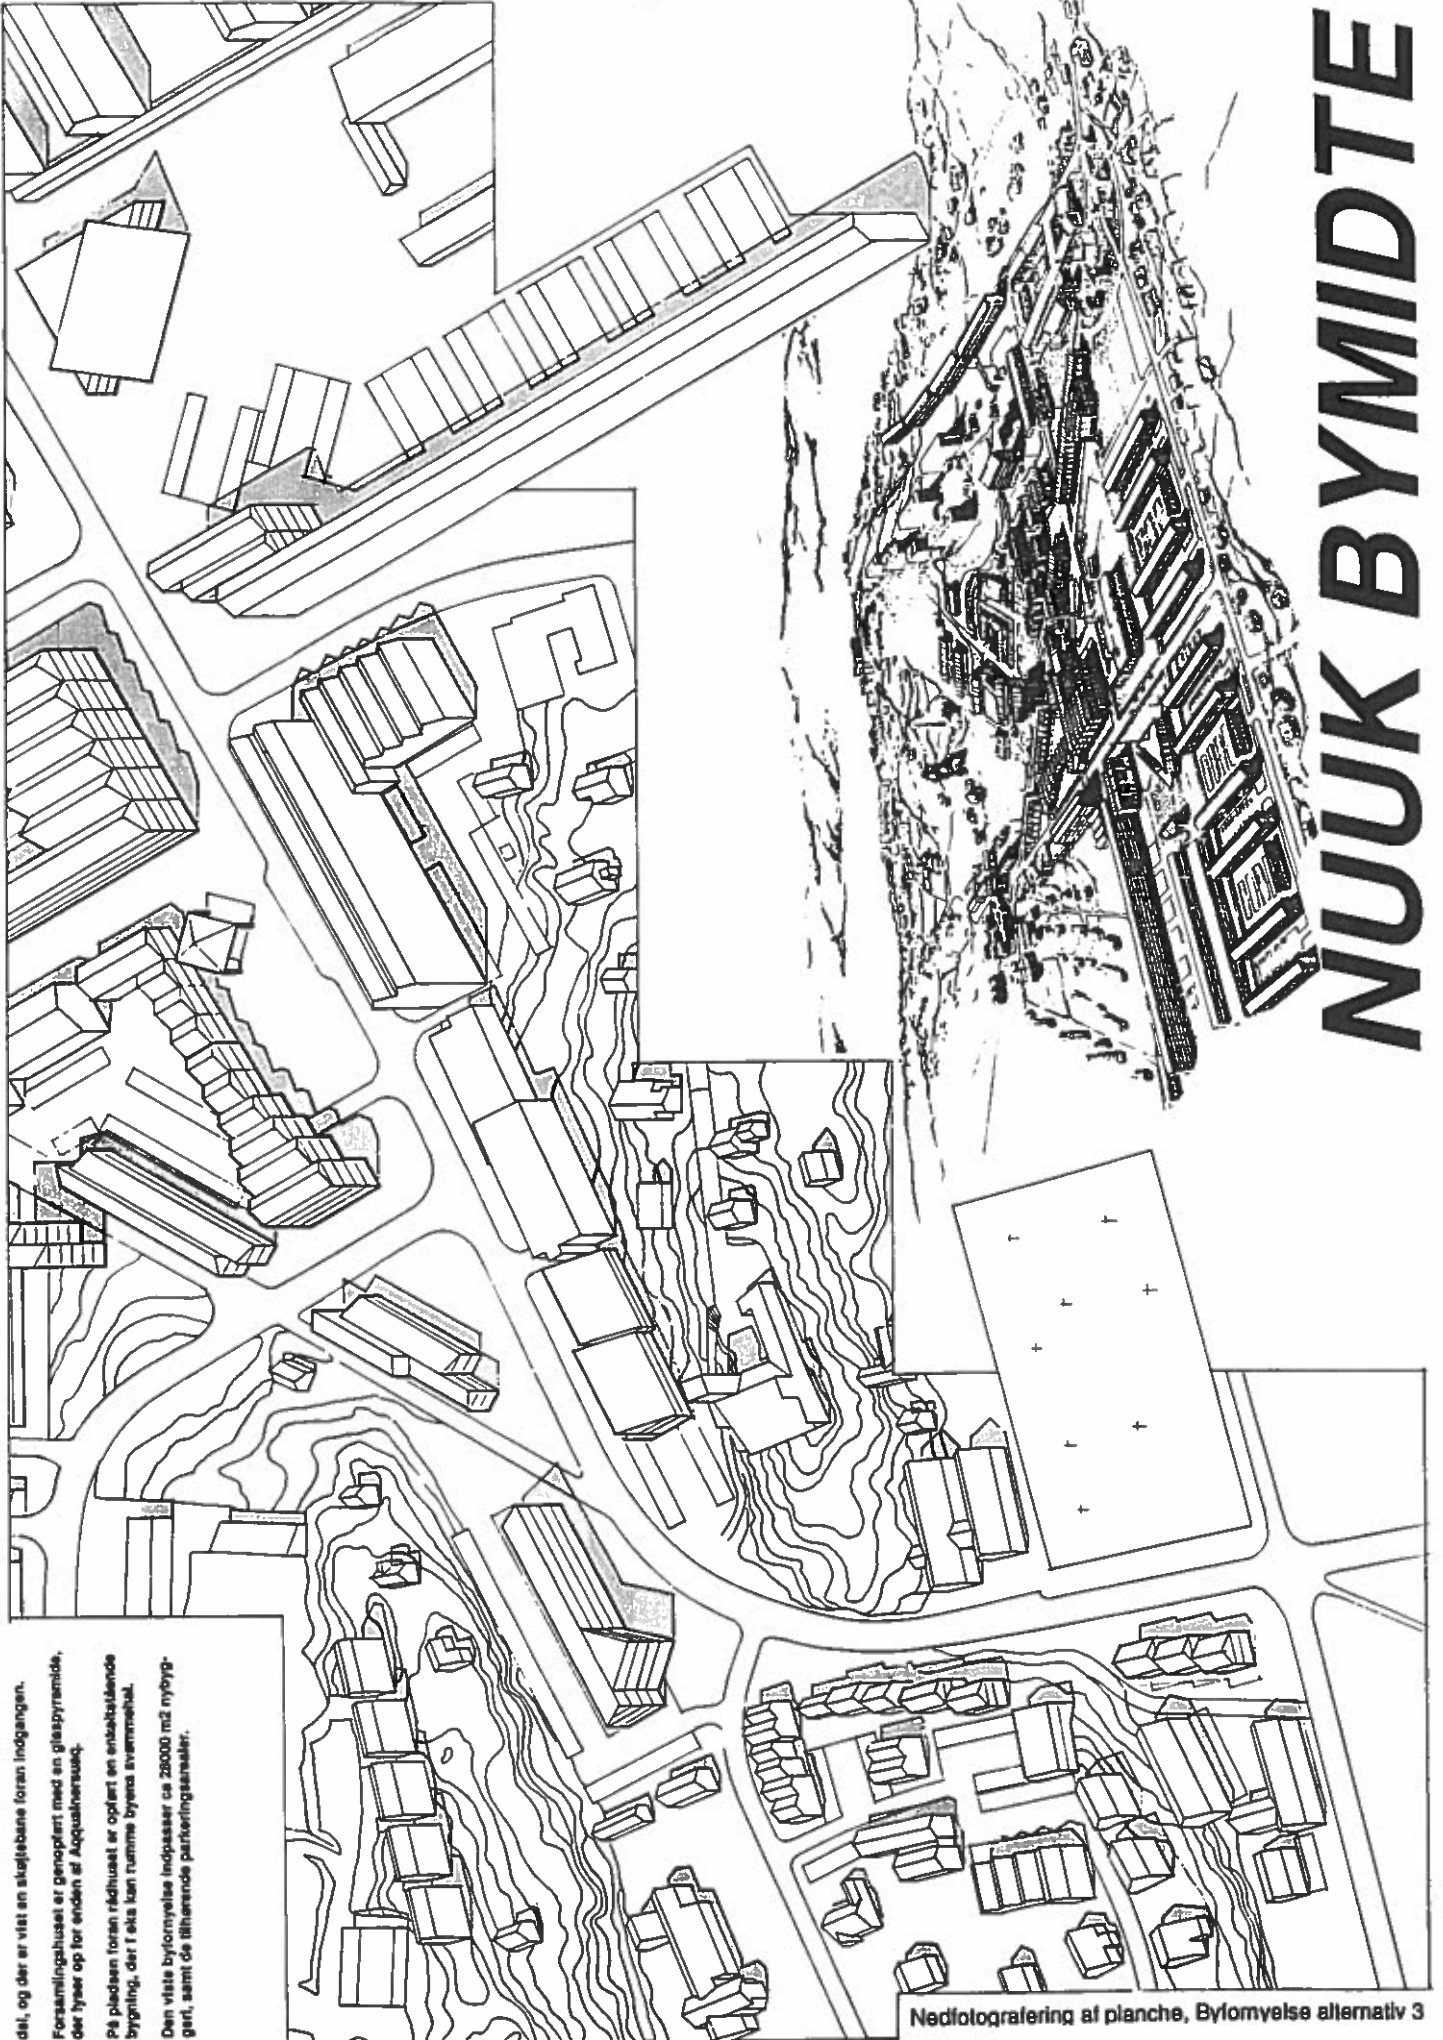 NUUK BYMIDTE
del, og der er vist en skøjtebane foran indgangen.
Forsamlingshuset er genopført med en glaspyramide,
der lyser op for enden af Aqqusinersuaq.
På pladsen foran rådhuset er opført en enkeltstående
bygning, der f eks kan rumme byens svømmehal.
Den viste byfornyelse indpasser ca 28000 m2 nybyg-
geri, samt de tilhørende parkeringsarealer.
Nedfotografering af planche, Byfornyelse alternativ 3